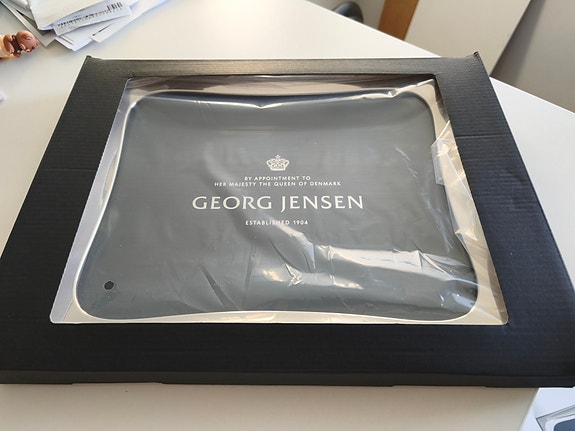 BY APPOINTMENT TO
HER MAJESTY THE QUEEN OF DENMARK
GEORG JENSEN
ESTABLISHED 1904